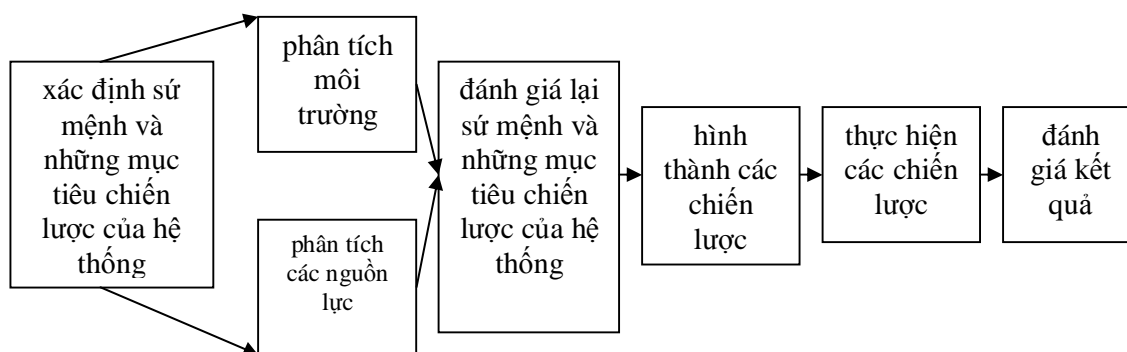 xác định sứ
mệnh và
những mục
tiêu chiến
lược của hệ
thống
phân tích
môi
trường
phân tích
các nguồn
lực
đánh giá lại
sứ mệnh và
những mục
tiêu chiến
lược của hệ
thống
hình
thành các
chiến
lược
thực hiện
các chiến
lược
đánh
giá kết
quả